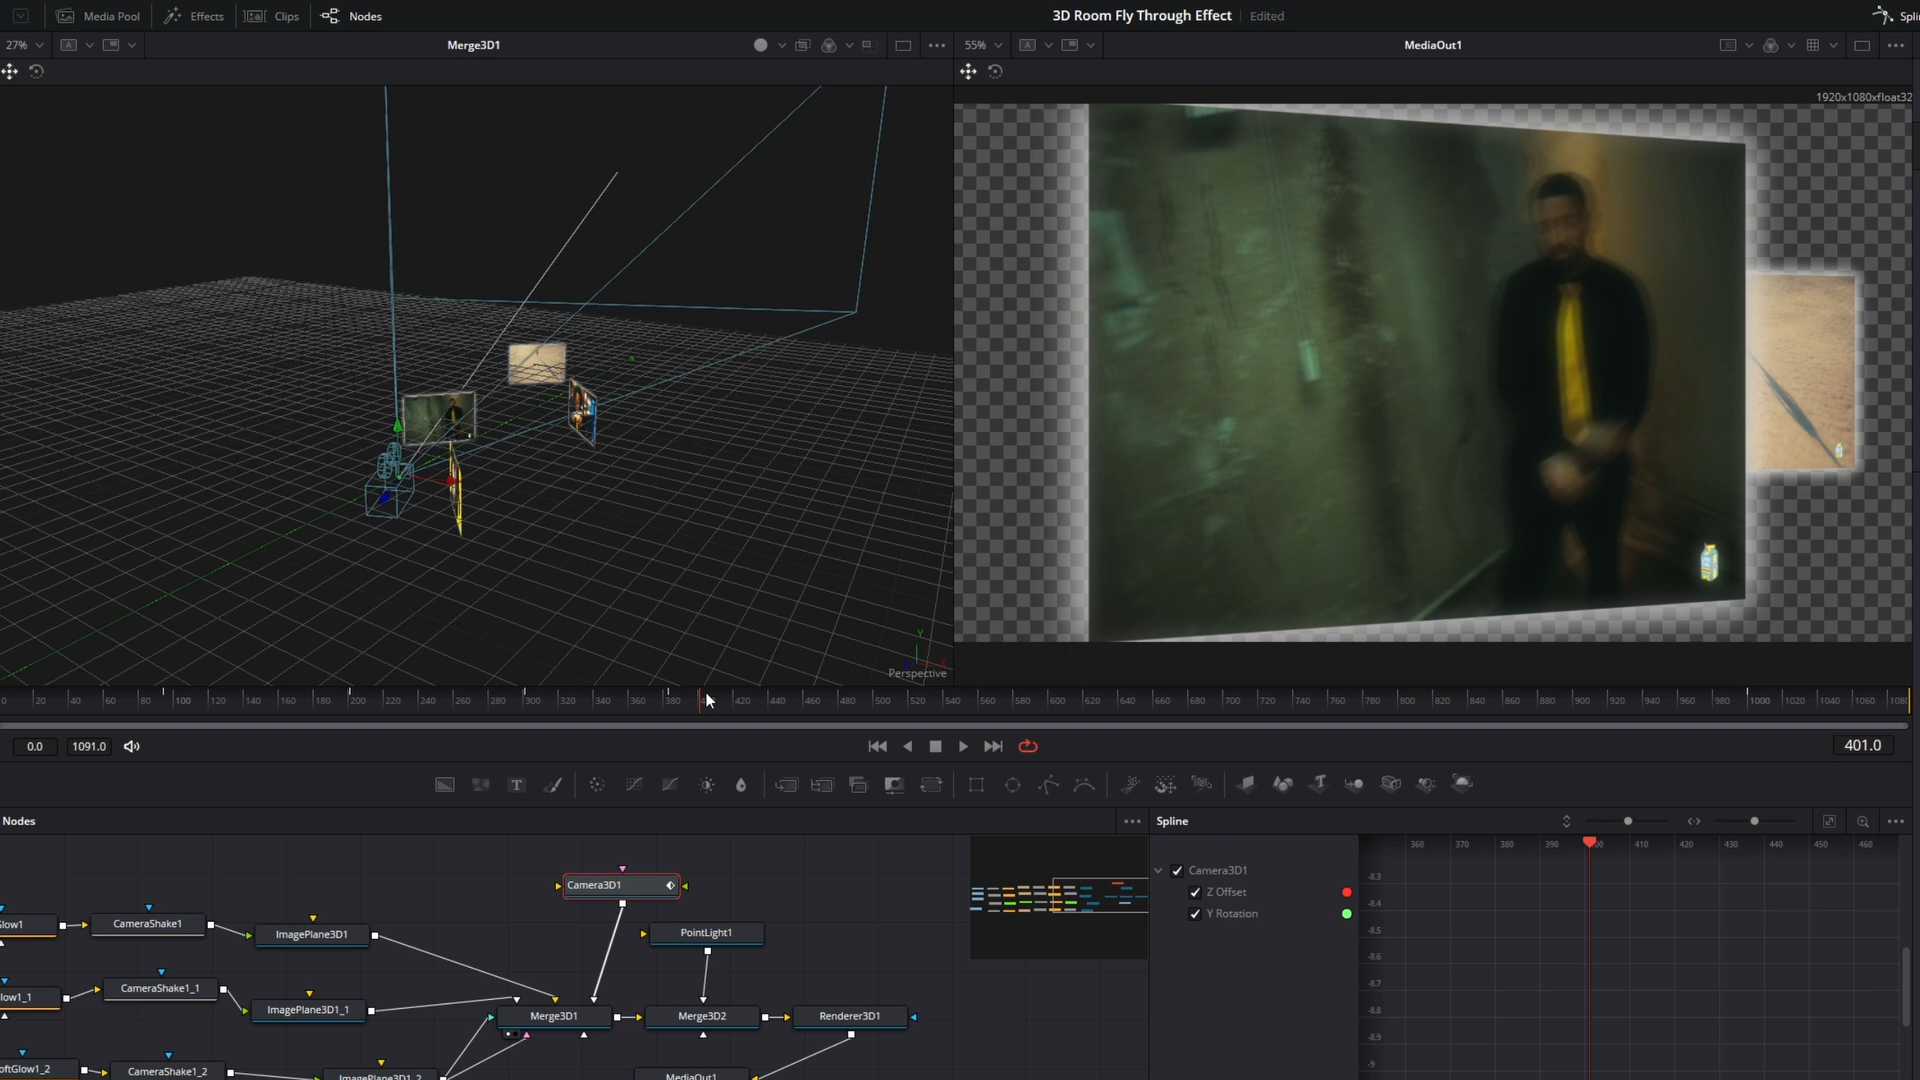 Media Pool Effects Clips Nodes 3D Room Fly Through Effect Edited
27% Merge3D1 55% MediaOut1
1920x1080xfloat32
Y
Perspective
0 20 40 60 80 100 120 140 160 180 200 220 240 260 280 300 320 340 360 380 420 440 460 480 500 520 540 560 580 600 620 640 660 680 700 720 740 760 780 800 820 840 860 880 900 920 940 960 980 1000 1020 1040 1060 1080
0.0 1091.0 401.0
Nodes Spline
360 370 380 390 400 410 420 430 440 450 460
Camera3D1
Z Offset
Y Rotation
-8.3
-8.4
-8.5
-8.6
-8.7
-8.8
-8.9
-9
Camera3D1
Glow1 CameraShake1 ImagePlane3D1 PointLight1
low1_1 CameraShake1_1 ImagePlane3D1_1 Merge3D1 Merge3D2 Renderer3D1
oftGlow1_2 CameraShake1_2 ImagePlane3D1_2 MediaOut1